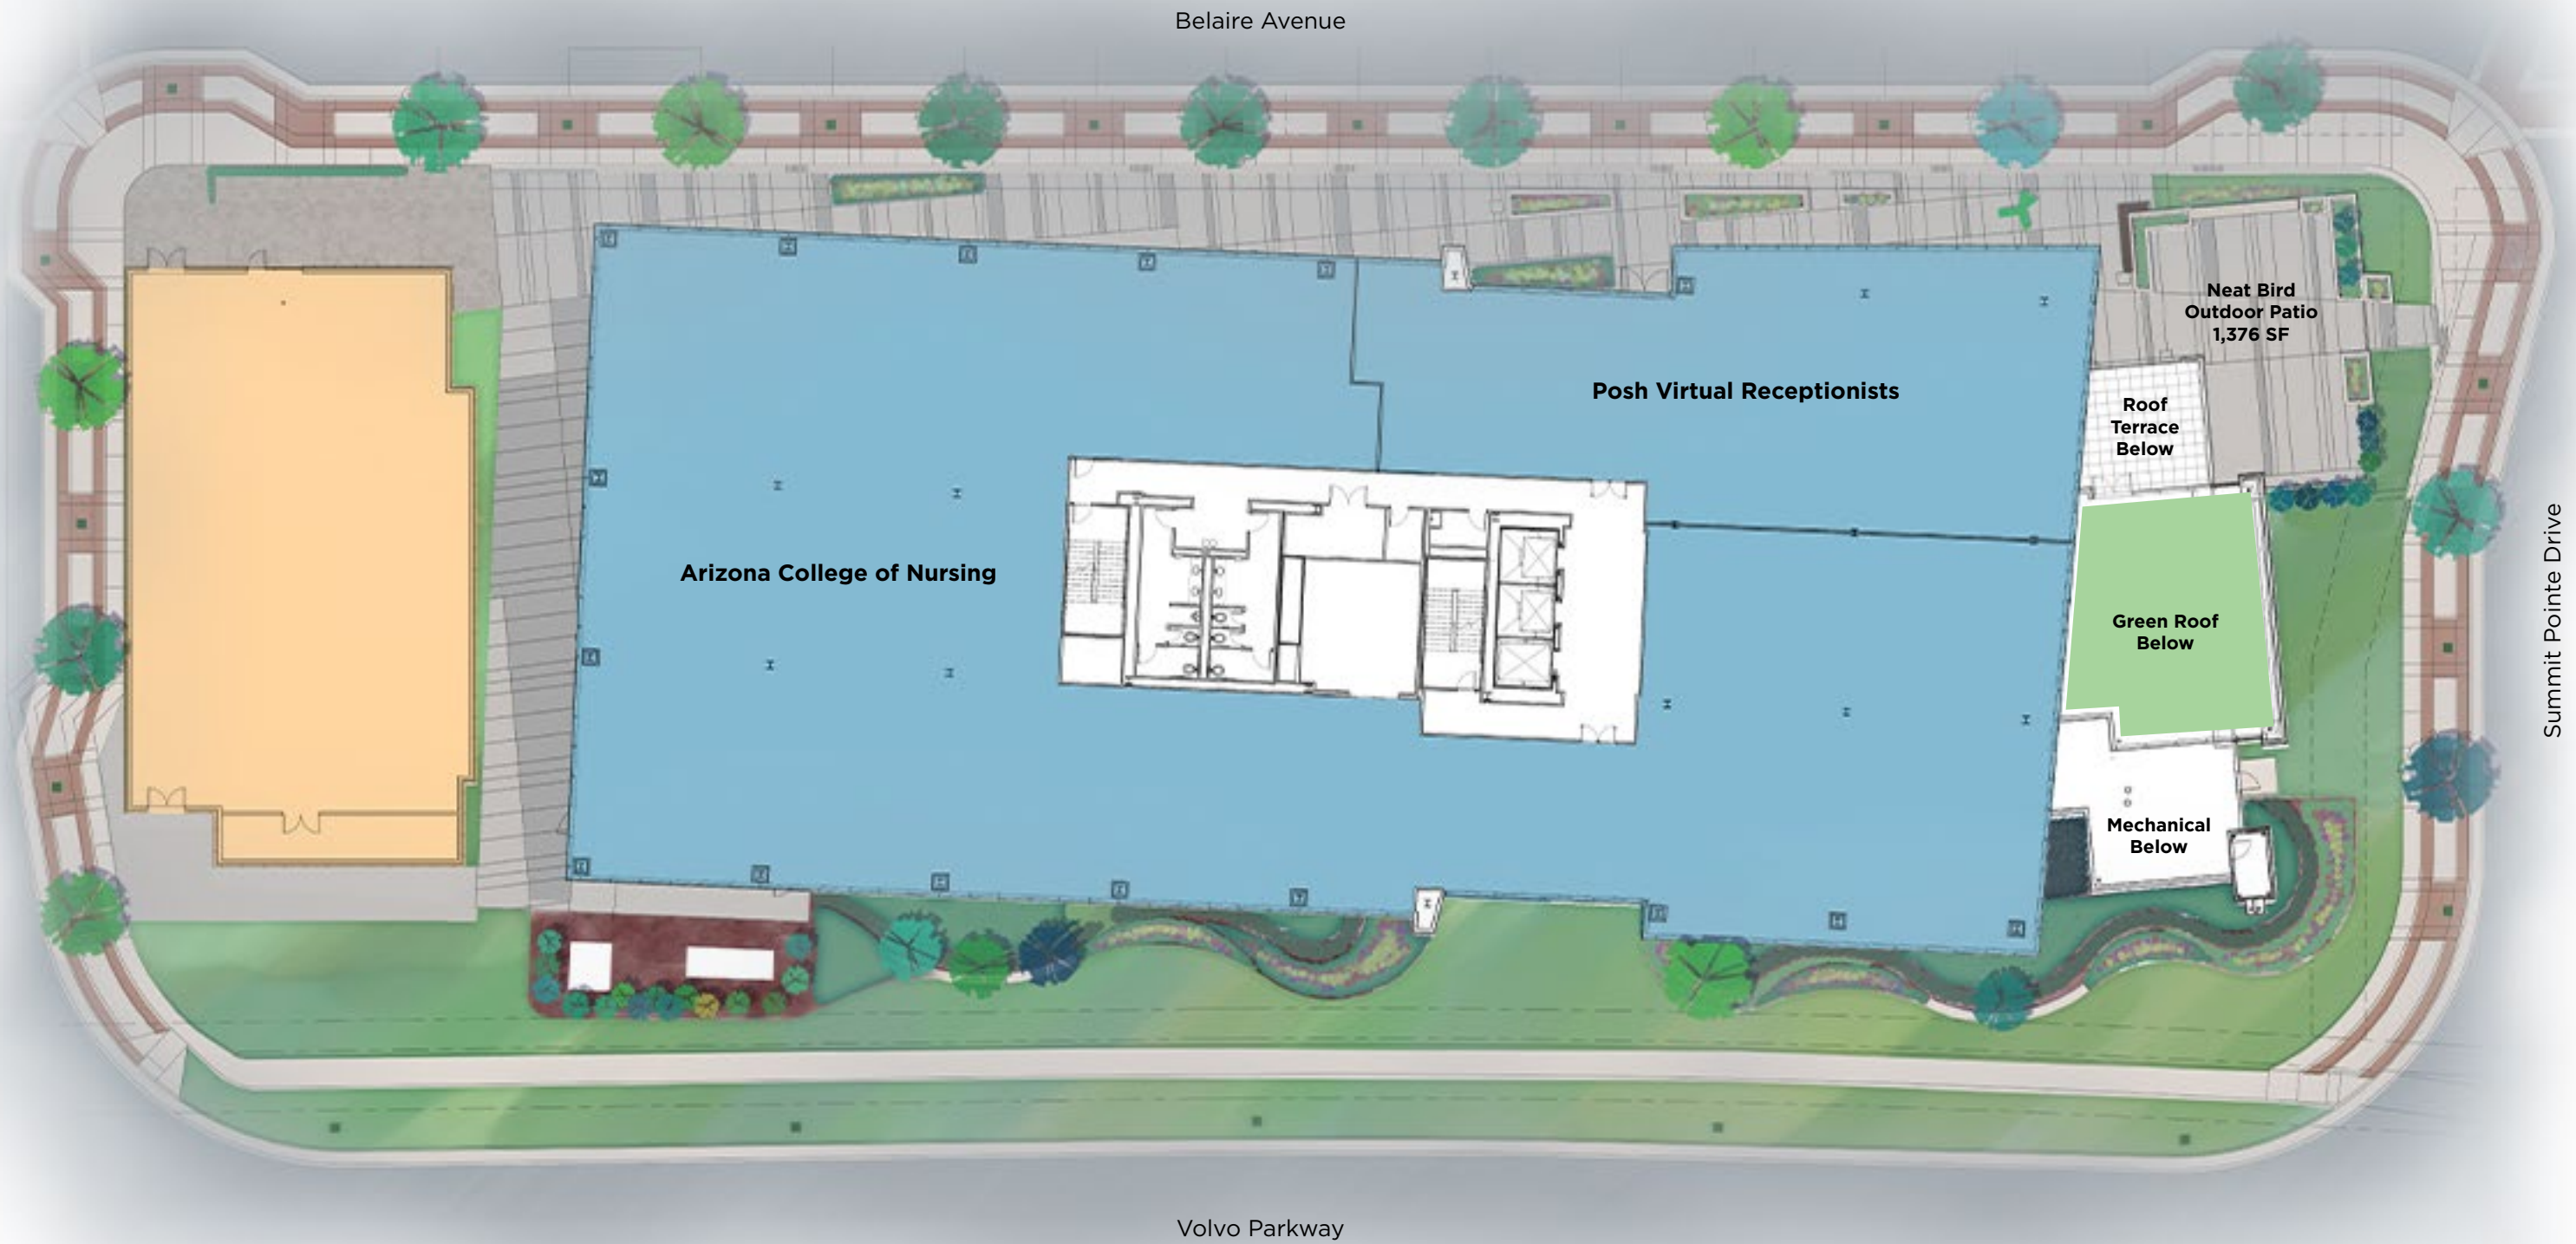 Belaire Avenue
Neat Bird
Outdoor Patio
1,376 SF
Posh Virtual Receptionists
Roof
Terrace
Below
Arizona College of Nursing
Green Roof
Below
Summit Pointe Drive
Mechanical
Below
Volvo Parkway